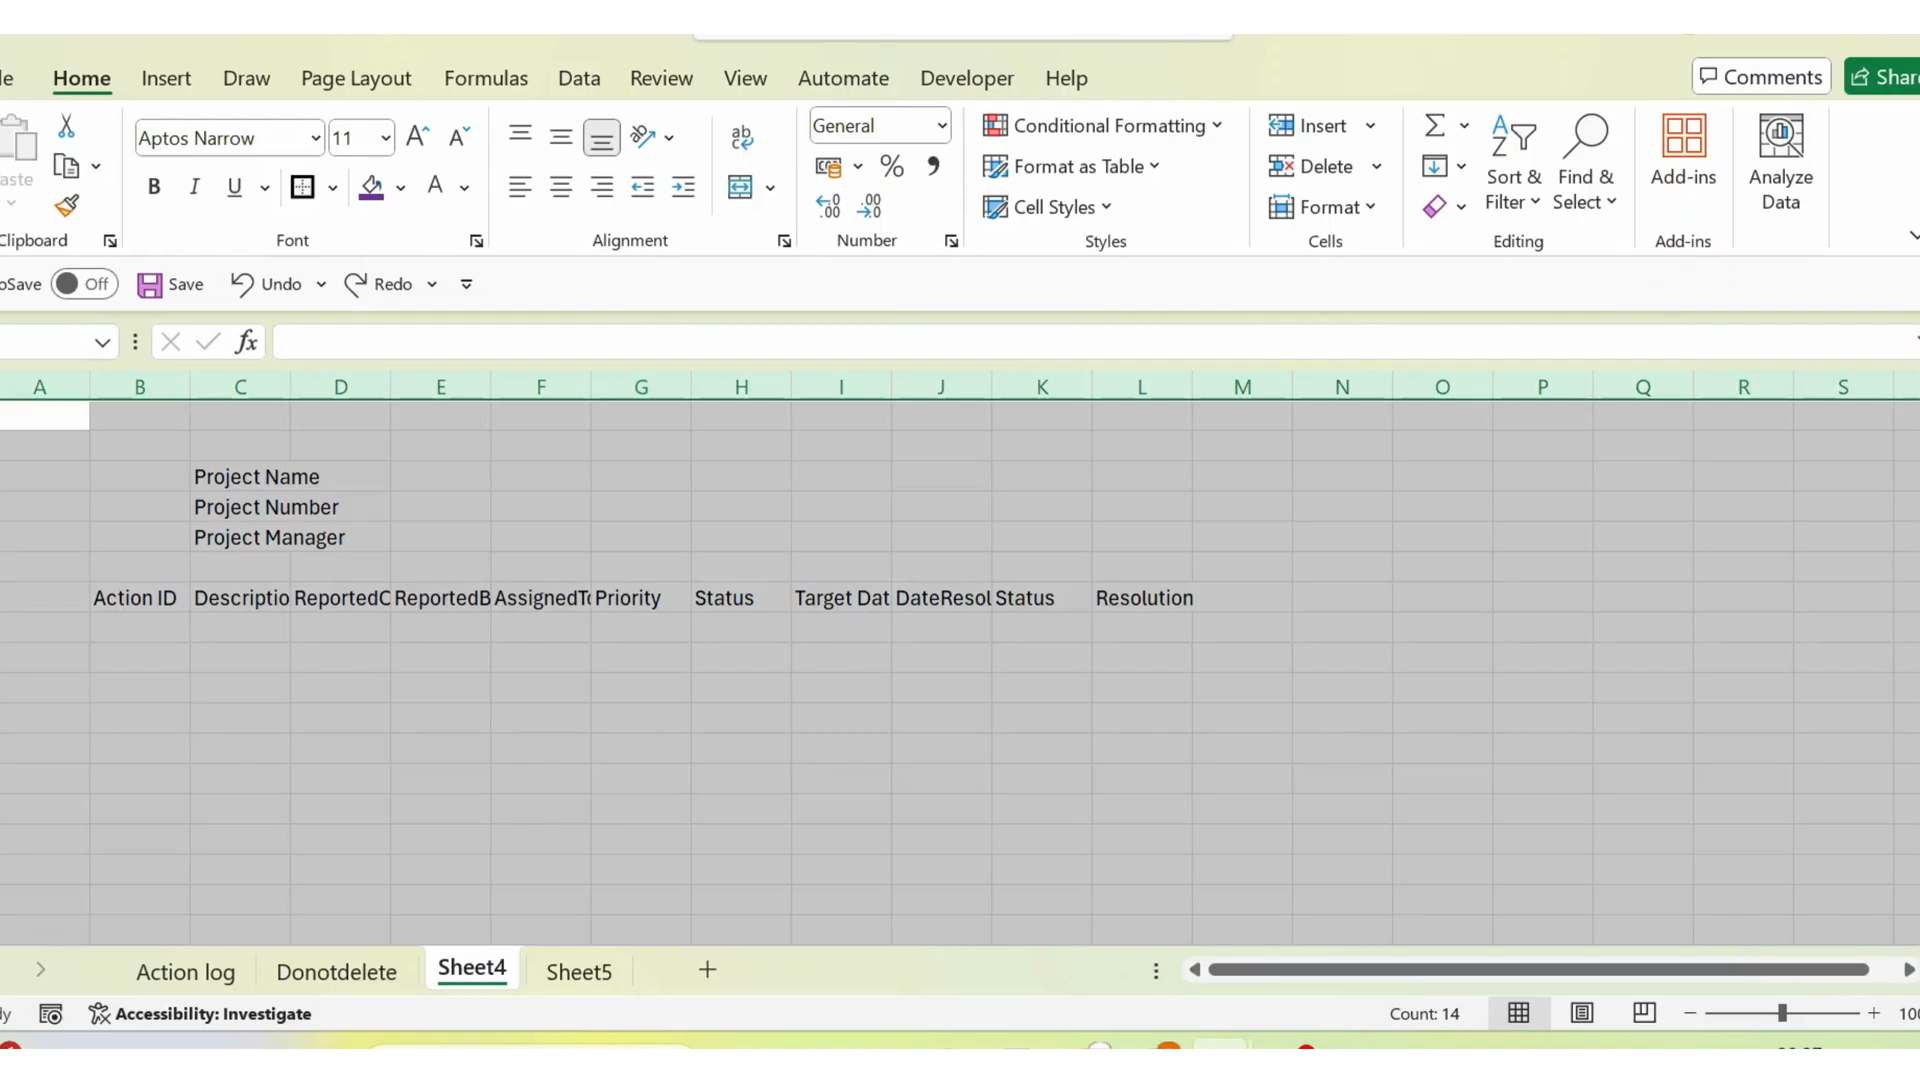 Home Insert Draw Page Layout Formulas Data Review View Automate Developer Help Comments
Aptos Narrow 11 General Conditional Formatting Insert
Format as Table Delete Sort & Find & Add-ins Analyze
B I U A % Cell Styles Format Filter Select Data
Clipboard Font Alignment Number Styles Cells Editing Add-ins
Off Save Undo Redo
fx
A B C D E F G H I J K L M N O P Q R S
Project Name
Project Number
Project Manager
Action ID Descriptio ReportedO ReportedB AssignedTo Priority Status Target Dat DateResol Status Resolution
Action log Donotdelete Sheet4 Sheet5 +
Accessibility: Investigate Count: 14